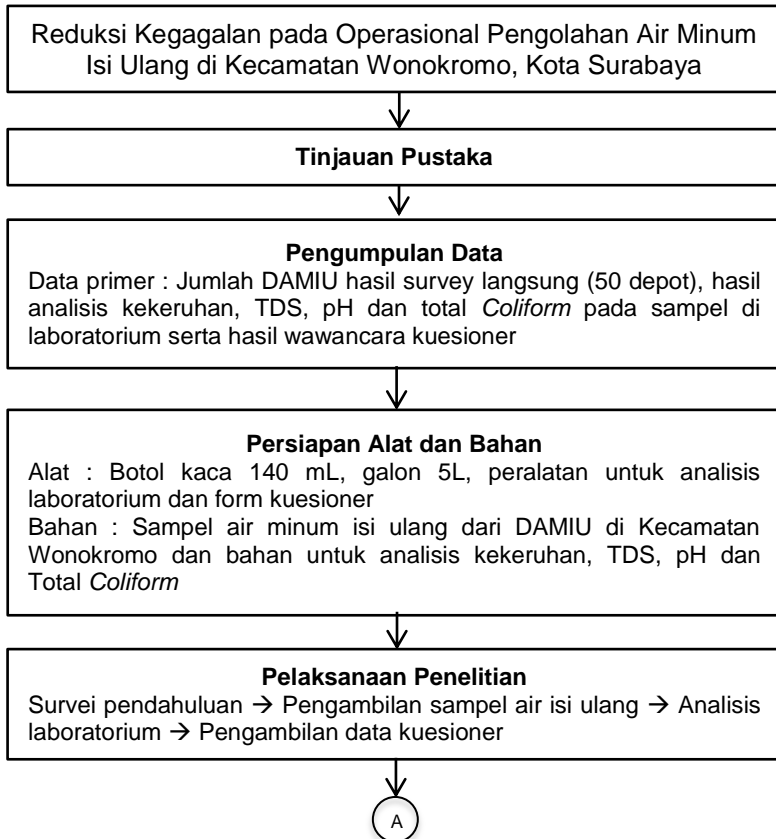 Reduksi Kegagalan pada Operasional Pengolahan Air Minum
Isi Ulang di Kecamatan Wonokromo, Kota Surabaya
Tinjauan Pustaka
Pengumpulan Data
Data primer : Jumlah DAMIU hasil survey langsung (50 depot), hasil
analisis kekeruhan, TDS, pH dan total Coliform pada sampel di
laboratorium serta hasil wawancara kuesioner
Persiapan Alat dan Bahan
Alat : Botol kaca 140 mL, galon 5L, peralatan untuk analisis
laboratorium dan form kuesioner
Bahan : Sampel air minum isi ulang dari DAMIU di Kecamatan
Wonokromo dan bahan untuk analisis kekeruhan, TDS, pH dan
Total Coliform
Pelaksanaan Penelitian
Survei pendahuluan → Pengambilan sampel air isi ulang → Analisis
laboratorium → Pengambilan data kuesioner
A